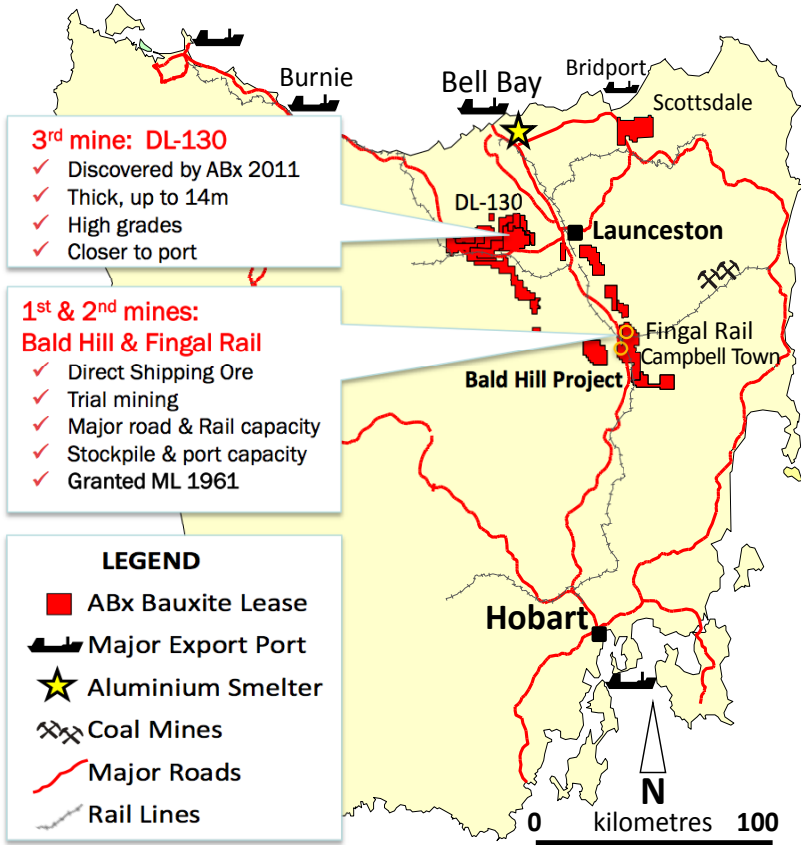 Burnie
Bell Bay
Bridport
Scottsdale
3rd mine: DL-130
✓ Discovered by ABx 2011
✓ Thick, up to 14m
✓ High grades
✓ Closer to port
DL-130
Launceston
1st & 2nd mines:
Bald Hill & Fingal Rail
✓ Direct Shipping Ore
✓ Trial mining
✓ Major road & Rail capacity
✓ Stockpile & port capacity
✓ Granted ML 1961
Fingal Rail
Campbell Town
Bald Hill Project
LEGEND
ABx Bauxite Lease
Major Export Port
Aluminium Smelter
Coal Mines
Major Roads
Rail Lines
Hobart
N
0 kilometres 100